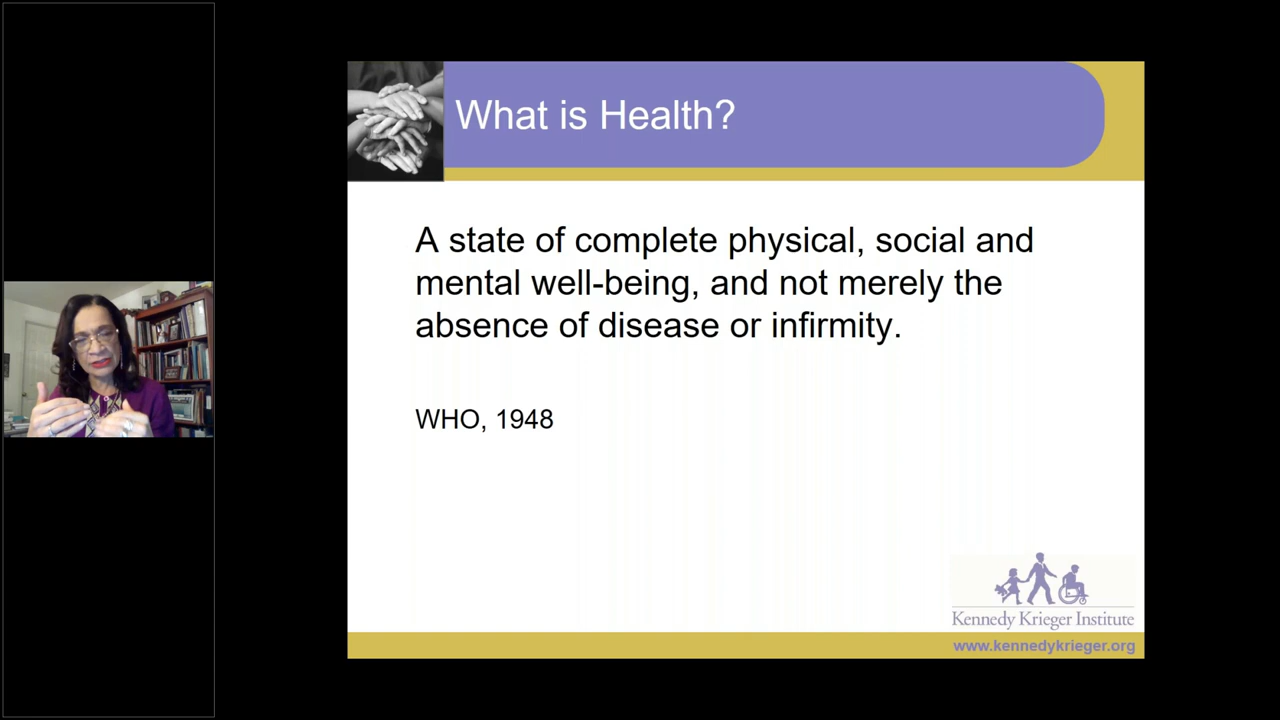 What is Health?
A state of complete physical, social and
mental well-being, and not merely the
absence of disease or infirmity.
WHO, 1948
Kennedy Krieger Institute
www.kennedykrieger.org